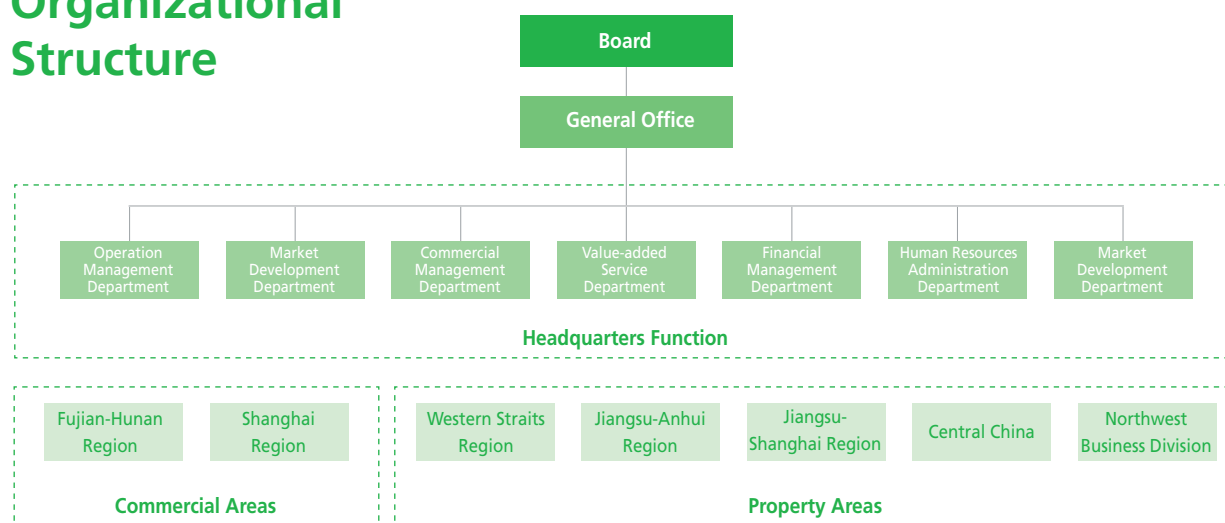 Organizational
Structure
Board
General Office
Operation
Management
Department
Market
Development
Department
Commercial
Management
Department
Value-added
Service
Department
Financial
Management
Department
Human Resources
Administration
Department
Market
Development
Department
Headquarters Function
Fujian-Hunan
Region
Shanghai
Region
Western Straits
Region
Jiangsu-Anhui
Region
Jiangsu-
Shanghai Region
Central China
Northwest
Business Division
Commercial Areas
Property Areas